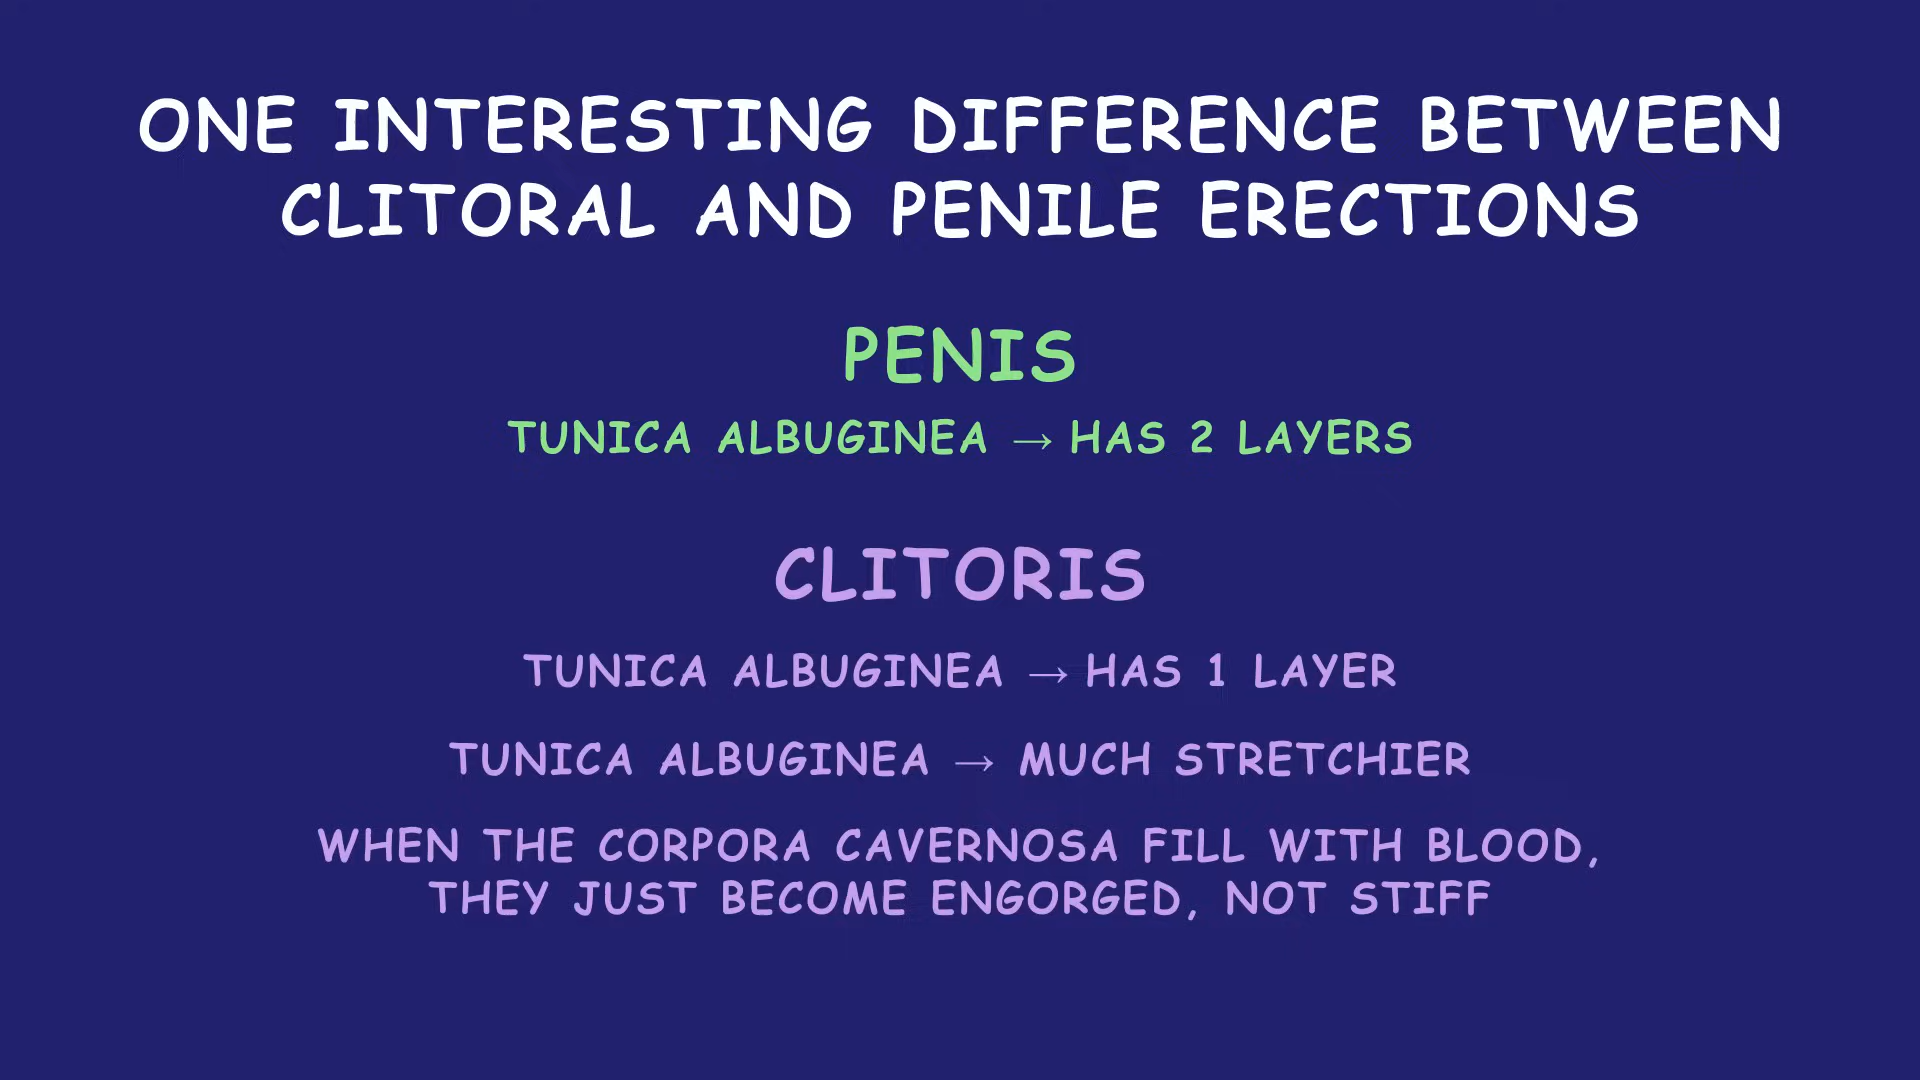 ONE INTERESTING DIFFERENCE BETWEEN
CLITORAL AND PENILE ERECTIONS
PENIS
TUNICA ALBUGINEA → HAS 2 LAYERS
CLITORIS
TUNICA ALBUGINEA → HAS 1 LAYER
TUNICA ALBUGINEA → MUCH STRETCHIER
WHEN THE CORPORA CAVERNOSA FILL WITH BLOOD,
THEY JUST BECOME ENGORGED, NOT STIFF